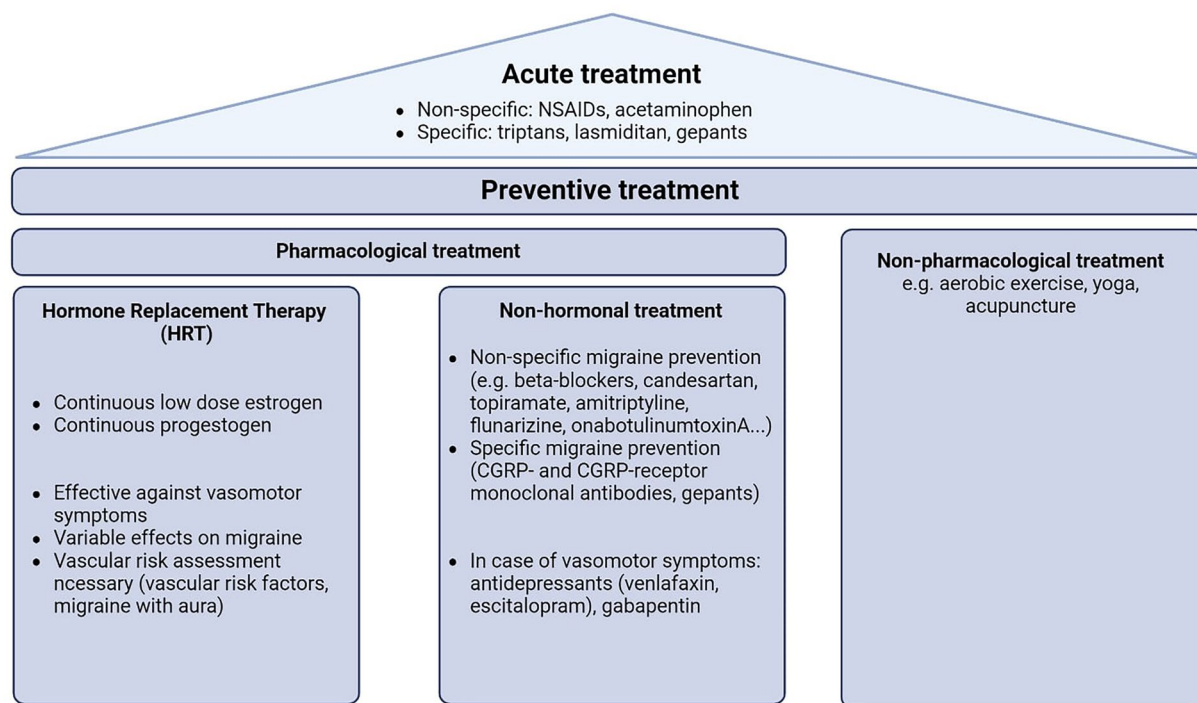 Acute treatment
• Non-specific: NSAIDs, acetaminophen
• Specific: triptans, lasmiditan, gepants
Preventive treatment
Pharmacological treatment
Hormone Replacement Therapy
(HRT)
• Continuous low dose estrogen
• Continuous progestogen
• Effective against vasomotor
symptoms
• Variable effects on migraine
• Vascular risk assessment
ncessary (vascular risk factors,
migraine with aura)
Non-hormonal treatment
• Non-specific migraine prevention
(e.g. beta-blockers, candesartan,
topiramate, amitriptyline,
flunarizine, onabotulinumtoxinA...)
• Specific migraine prevention
(CGRP- and CGRP-receptor
monoclonal antibodies, gepants)
• In case of vasomotor symptoms:
antidepressants (venlafaxin,
escitalopram), gabapentin
Non-pharmacological treatment
e.g. aerobic exercise, yoga,
acupuncture